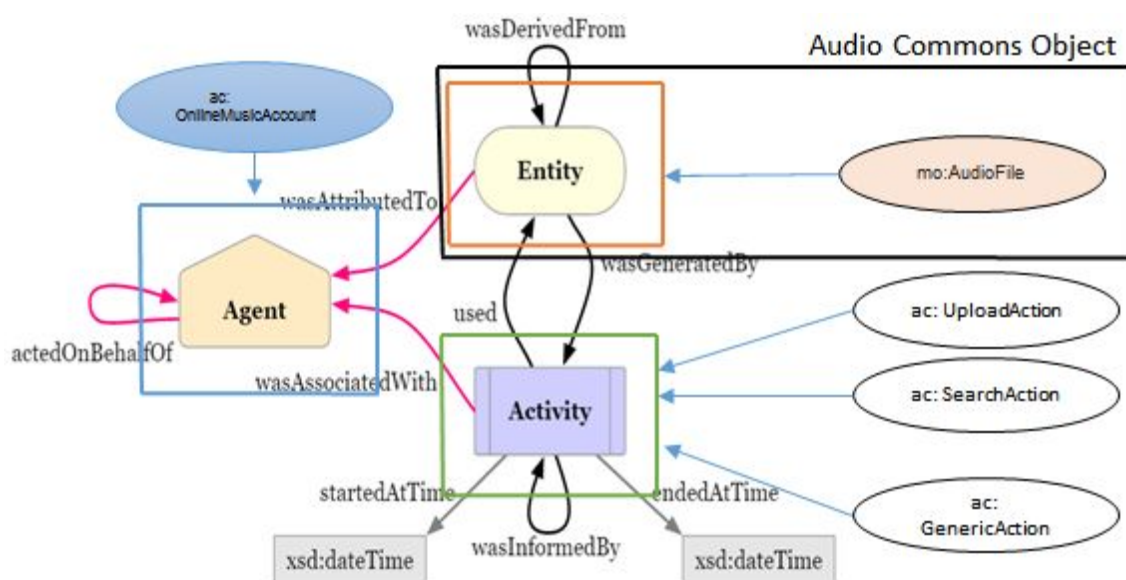 wasDerivedFrom
Audio Commons Object
ac:
OnlineMusicAccount
Entity
mo:AudioFile
wasAttributedTo
wasGeneratedBy
Agent
used
ac: UploadAction
actedOnBehalfOf
wasAssociatedWith
Activity
ac: SearchAction
startedAtTime
endedAtTime
ac:
GenericAction
wasInformedBy
xsd:dateTime
xsd:dateTime